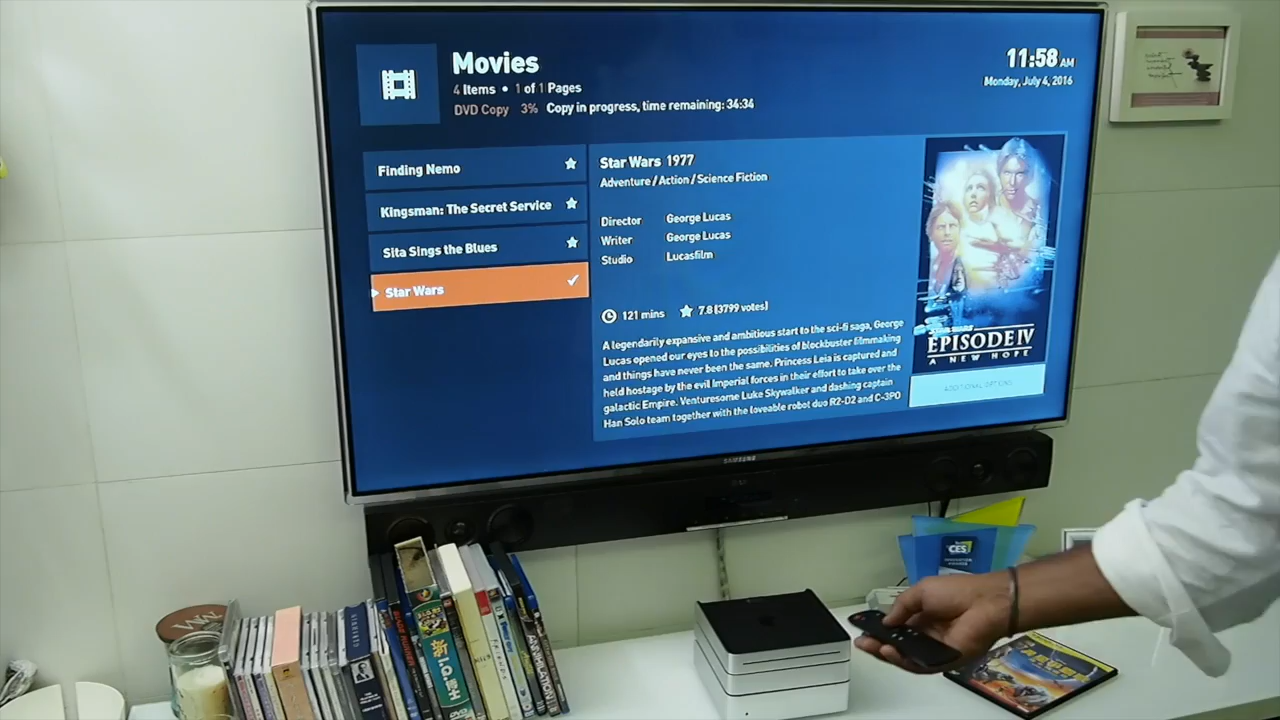 Movies
4 Items • 1 of 1 Pages
DVD Copy 3% Copy in progress, time remaining: 34:34
11:58 AM
Monday, July 4, 2016
Finding Nemo
Kingsman: The Secret Service
Sita Sings the Blues
Star Wars
Star Wars 1977
Adventure / Action / Science Fiction
Director George Lucas
Writer George Lucas
Studio Lucasfilm
121 mins 7.8 (3799 votes)
A legendarily expansive and ambitious start to the sci-fi saga, George
Lucas opened our eyes to the possibilities of blockbuster filmmaking
and things have never been the same. Princess Leia is captured and
held hostage by the evil Imperial forces in their effort to take over the
galactic Empire. Venturesome Luke Skywalker and dashing captain
Han Solo team together with the loveable robot duo R2-D2 and C-3PO
STAR WARS
EPISODE IV
A NEW HOPE
ADDITIONAL OPTIONS
SAMSUNG
CES
INNOVATION
AWARDS